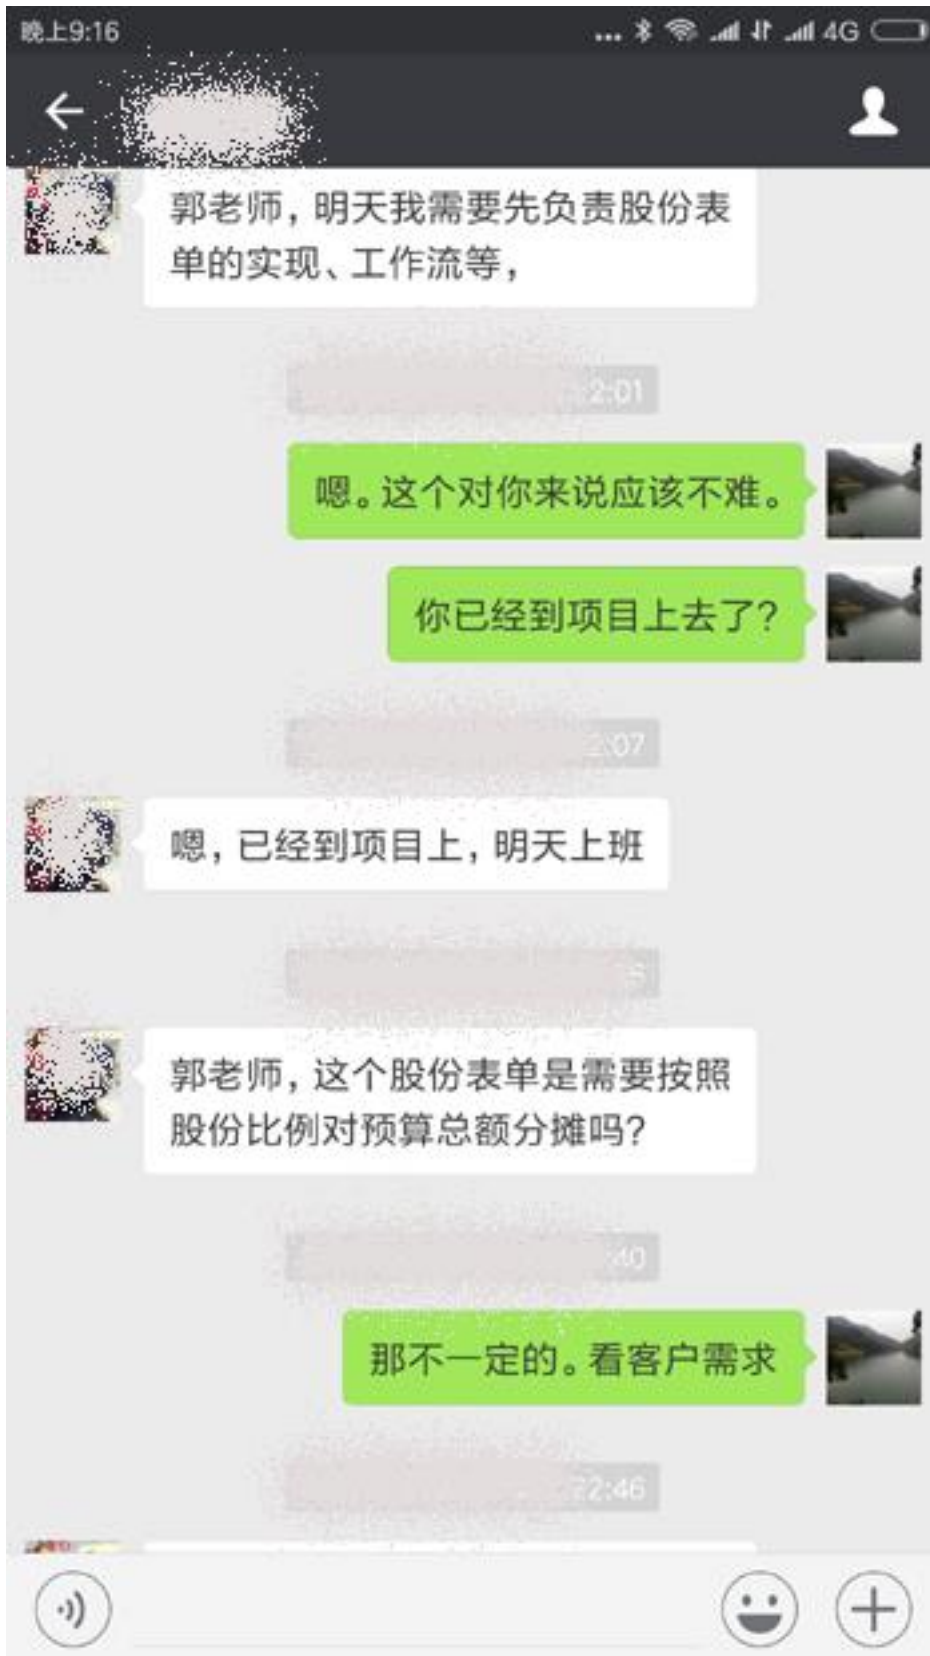 晚上9:16
4G
郭老师，明天我需要先负责股份表
单的实现、工作流等，
2:01
嗯。这个对你来说应该不难。
你已经到项目上去了？
2:07
嗯，已经到项目上，明天上班
郭老师，这个股份表单是需要按照
股份比例对预算总额分摊吗？
:40
那不一定的。看客户需求
22:46